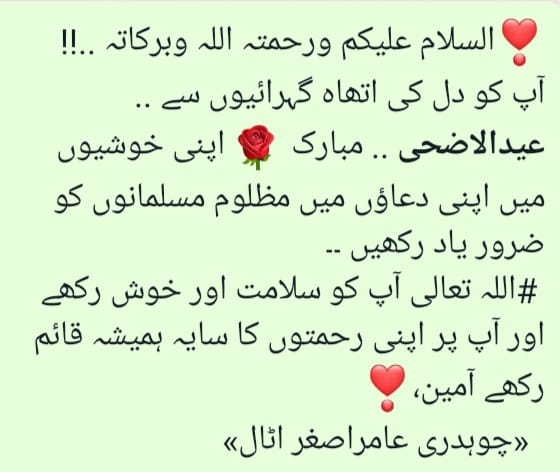 ❣️السلام علیکم ورحمتہ اللہ وبرکاتہ ..!!
آپ کو دل کی اتھاہ گہرائیوں سے ..
عیدالاضحی .. مبارک 🌹 اپنی خوشیوں
میں اپنی دعاؤں میں مظلوم مسلمانوں کو
ضرور یاد رکھیں --
#اللہ تعالی آپ کو سلامت اور خوش رکھے
اور آپ پر اپنی رحمتوں کا سایہ ہمیشہ قائم
رکھے آمین، ❣️
«چوہدری عامراصغر اٹال»